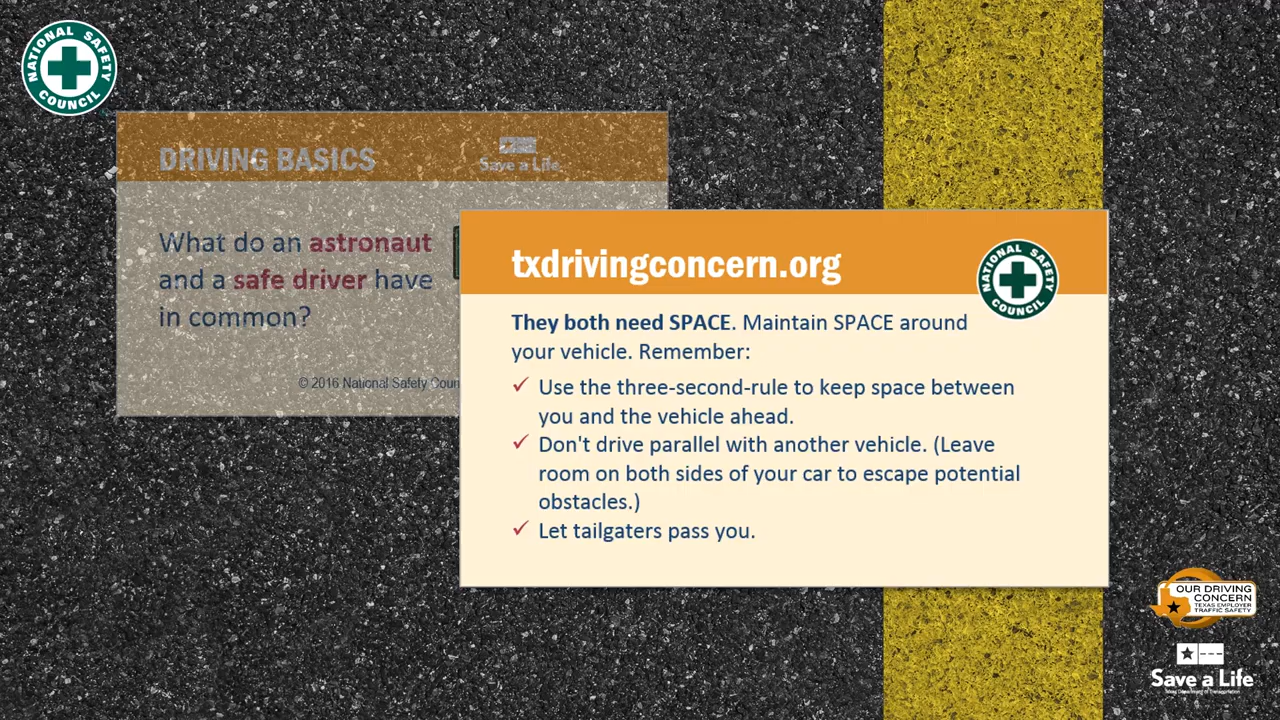 NATIONAL SAFETY
COUNCIL
DRIVING BASICS
Save a Life
What do an astronaut
and a safe driver have
in common?
© 2016 National Safety Coun
txdrivingconcern.org
NATIONAL SAFETY
COUNCIL
They both need SPACE. Maintain SPACE around
your vehicle. Remember:
✓ Use the three-second-rule to keep space between
you and the vehicle ahead.
✓ Don't drive parallel with another vehicle. (Leave
room on both sides of your car to escape potential
obstacles.)
✓ Let tailgaters pass you.
OUR DRIVING
CONCERN
TEXAS EMPLOYER
TRAFFIC SAFETY
Save a Life
Texas Department of Transportation